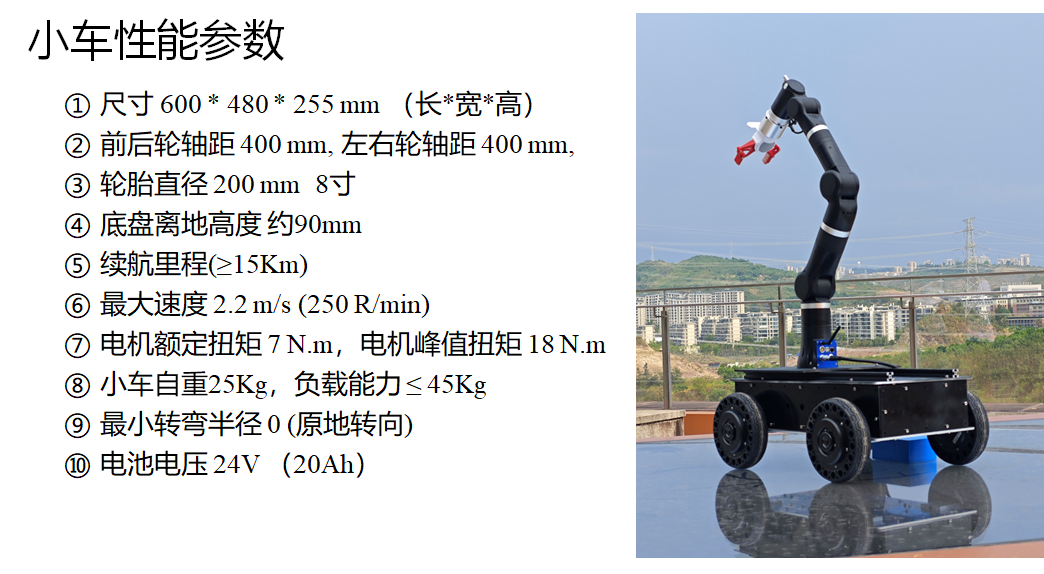 小车性能参数
① 尺寸 600 * 480 * 255 mm （长*宽*高）
② 前后轮轴距 400 mm, 左右轮轴距 400 mm,
③ 轮胎直径 200 mm 8寸
④ 底盘离地高度 约90mm
⑤ 续航里程(≥15Km)
⑥ 最大速度 2.2 m/s (250 R/min)
⑦ 电机额定扭矩 7 N.m，电机峰值扭矩 18 N.m
⑧ 小车自重25Kg，负载能力 ≤ 45Kg
⑨ 最小转弯半径 0 (原地转向)
⑩ 电池电压 24V （20Ah）